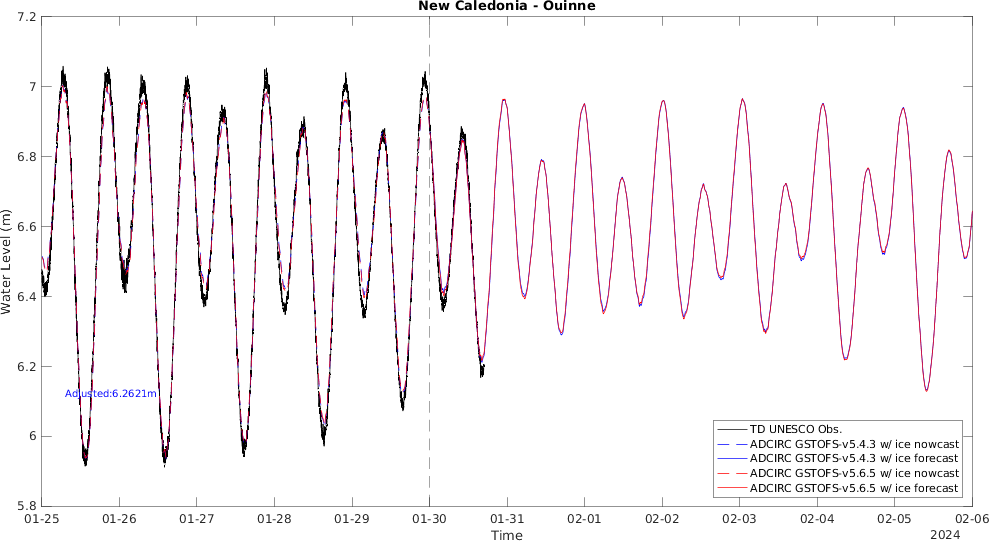 New Caledonia - Ouinne
7.2
7
6.8
6.6
6.4
6.2
6
5.8
Water Level (m)
Adjusted:6.2621m
TD UNESCO Obs.
ADCIRC GSTOFS-v5.4.3 w/ ice nowcast
ADCIRC GSTOFS-v5.4.3 w/ ice forecast
ADCIRC GSTOFS-v5.6.5 w/ ice nowcast
ADCIRC GSTOFS-v5.6.5 w/ ice forecast
01-25 01-26 01-27 01-28 01-29 01-30 01-31 02-01 02-02 02-03 02-04 02-05 02-06
Time
2024